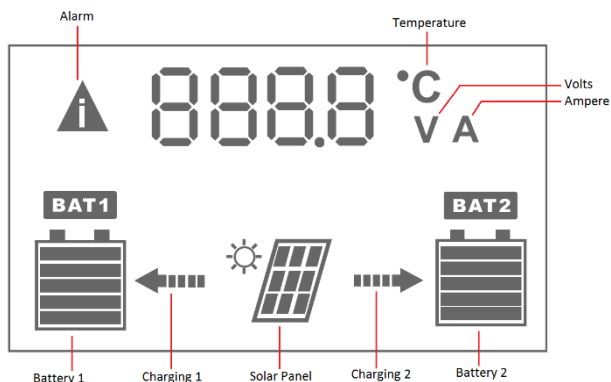 Alarm
Temperature
i
888.8
°C
Volts
V A
Ampere
BAT1
BAT2
Battery 1
Charging 1
Solar Panel
Charging 2
Battery 2